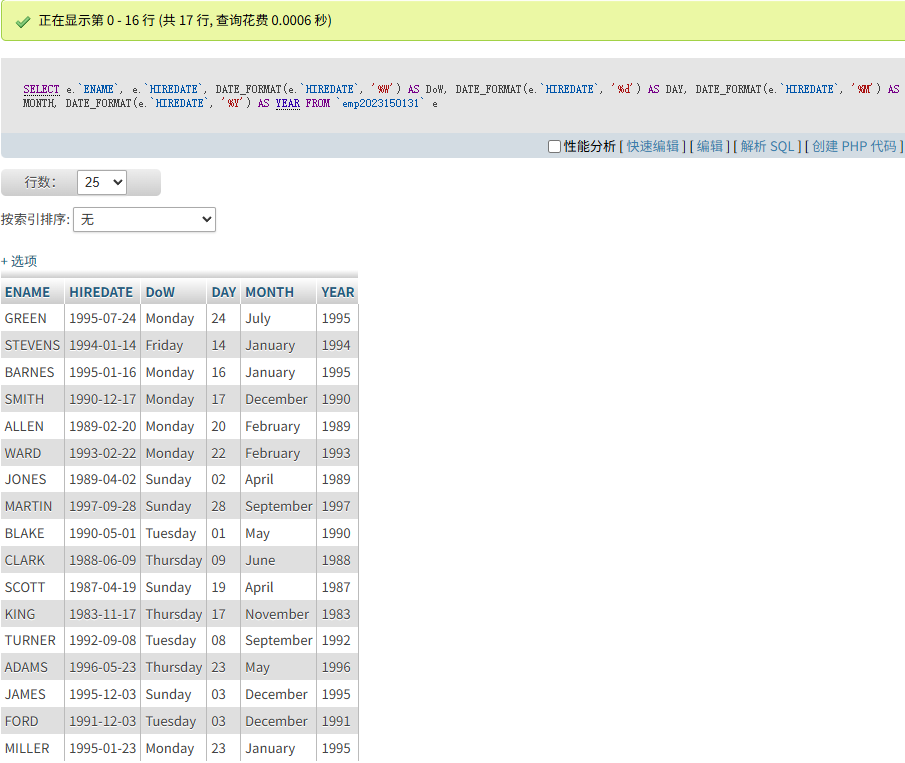 正在显示第 0 - 16 行 (共 17 行, 查询花费 0.0006 秒)
SELECT e.`ENAME`, e.`HIREDATE`, DATE_FORMAT(e.`HIREDATE`, '%W') AS DoW, DATE_FORMAT(e.`HIREDATE`, '%d') AS DAY, DATE_FORMAT(e.`HIREDATE`, '%M') AS
MONTH, DATE_FORMAT(e.`HIREDATE`, '%Y') AS YEAR FROM `emp2023150131` e
性能分析 [ 快速编辑 ] [ 编辑 ] [ 解析 SQL ] [ 创建 PHP 代码 ]
行数: 25
按索引排序: 无
+ 选项
ENAME HIREDATE DoW DAY MONTH YEAR
GREEN 1995-07-24 Monday 24 July 1995
STEVENS 1994-01-14 Friday 14 January 1994
BARNES 1995-01-16 Monday 16 January 1995
SMITH 1990-12-17 Monday 17 December 1990
ALLEN 1989-02-20 Monday 20 February 1989
WARD 1993-02-22 Monday 22 February 1993
JONES 1989-04-02 Sunday 02 April 1989
MARTIN 1997-09-28 Sunday 28 September 1997
BLAKE 1990-05-01 Tuesday 01 May 1990
CLARK 1988-06-09 Thursday 09 June 1988
SCOTT 1987-04-19 Sunday 19 April 1987
KING 1983-11-17 Thursday 17 November 1983
TURNER 1992-09-08 Tuesday 08 September 1992
ADAMS 1996-05-23 Thursday 23 May 1996
JAMES 1995-12-03 Sunday 03 December 1995
FORD 1991-12-03 Tuesday 03 December 1991
MILLER 1995-01-23 Monday 23 January 1995